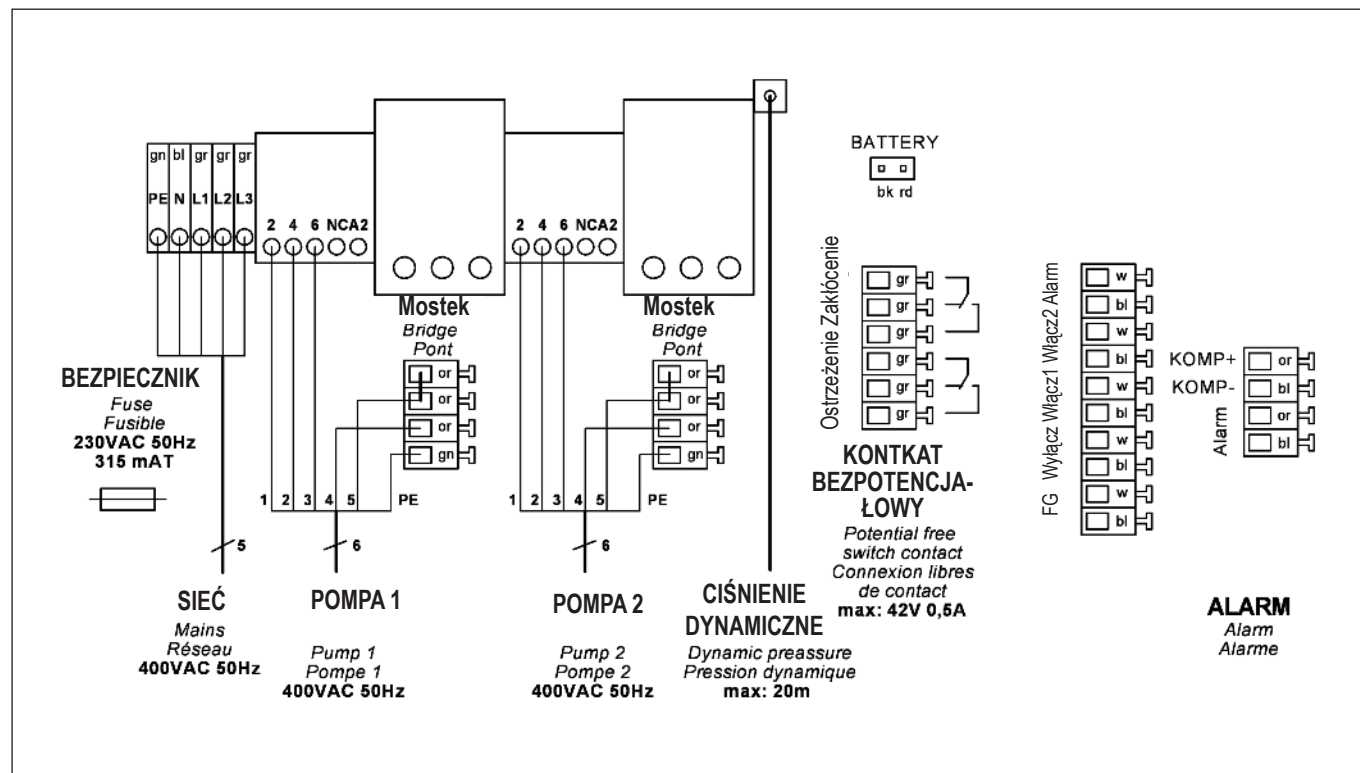 gn bl gr gr gr
PE N L1 L2 L3
2 4 6 NCA2
Mostek
Bridge
Pont
or
or
or
gn
1 2 3 4 5 PE
6
POMPA 1
Pump 1
Pompe 1
400VAC 50Hz
BEZPIECZNIK
Fuse
Fusible
230VAC 50Hz
315 mAT
5
SIEĆ
Mains
Réseau
400VAC 50Hz
2 4 6 NCA2
Mostek
Bridge
Pont
or
or
or
gn
1 2 3 4 5 PE
6
POMPA 2
Pump 2
Pompe 2
400VAC 50Hz
CIŚNIENIE
DYNAMICZNE
Dynamic preassure
Pression dynamique
max: 20m
BATTERY
bk rd
Ostrzeżenie Zakłócenie
gr
gr
gr
gr
gr
gr
KONTKAT
BEZPOTENCJA-
ŁOWY
Potential free
switch contact
Connexion libres
de contact
max: 42V 0,5A
FG Wyłącz Włącz1 Włącz2 Alarm
w
bl
w
bl
w
bl
w
bl
w
bl
KOMP+ or
KOMP- bl
Alarm
or
bl
ALARM
Alarm
Alarme